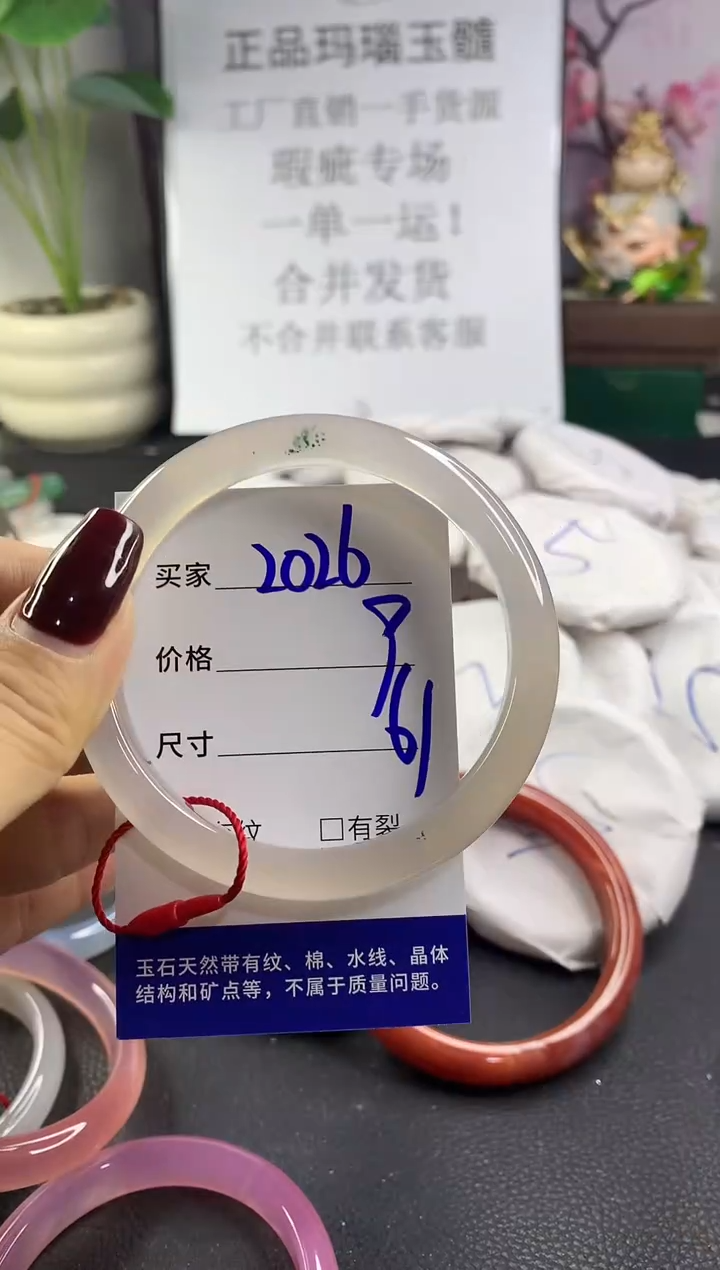 正品玛瑙玉髓
工厂直销一手货源
瑕疵专场
一单一运！
合并发货
不合并联系客服
买家 2026
价格
尺寸 61
纹 □有裂
玉石天然带有纹、棉、水线、晶体
结构和矿点等，不属于质量问题。
5